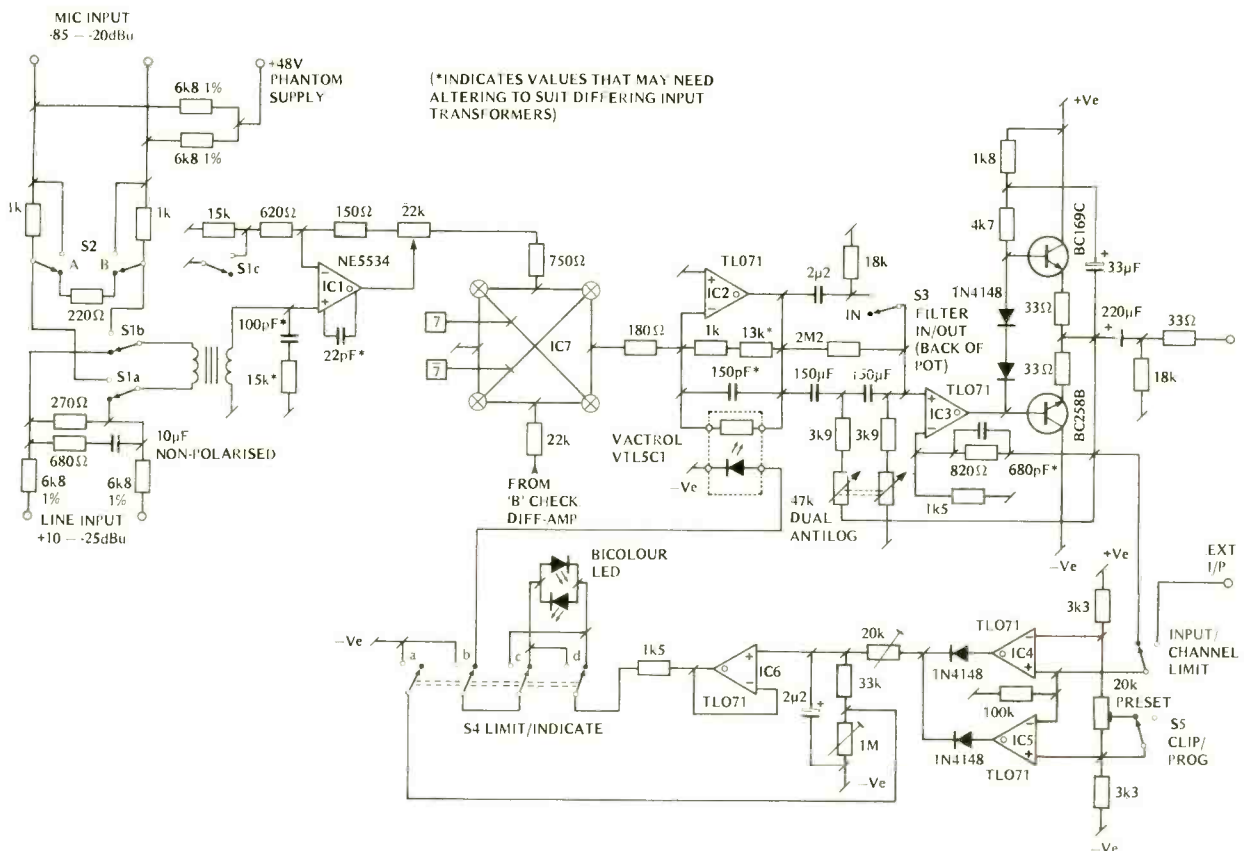 MIC INPUT
-85 — -20dBu
+48V
PHANTOM
SUPPLY
6k8 1%
6k8 1%
(*INDICATES VALUES THAT MAY NEED
ALTERING TO SUIT DIFFERING INPUT
TRANSFORMERS)
1k
1k
S2
A
B
220Ω
S1b
S1a
270Ω
680Ω
10µF
NON-POLARISED
6k8
1%
6k8
1%
LINE INPUT
+10 — -25dBu
15k
620Ω
150Ω
22k
S1c
NE5534
IC1
100pF*
22pF*
15k*
750Ω
7
7
IC7
22k
FROM
'B' CHECK
DIFF-AMP
180Ω
TL071
IC2
2µ2
18k
IN
S3
FILTER
IN/OUT
(BACK OF
POT)
1k
13k*
2M2
150pF*
150µF
150µF
VACTROL
VTL5C1
-Ve
3k9
3k9
47k
DUAL
ANTILOG
TLO71
IC3
820Ω
680pF*
1k5
+Ve
1k8
4k7
BC169C
33µF
1N4148
33Ω
220µF
33Ω
33Ω
18k
BC258B
-Ve
BICOLOUR
LED
-Ve
a
b
c
d
S4 LIMIT/INDICATE
1k5
IC6
TLO71
2µ2
33k
20k
1M
-Ve
1N4148
TLO71
IC4
100k
1N4148
IC5
TLO71
+Ve
3k3
20k
PRESET
3k3
-Ve
EXT
I/P
INPUT/
CHANNEL
LIMIT
S5
CLIP/
PROG